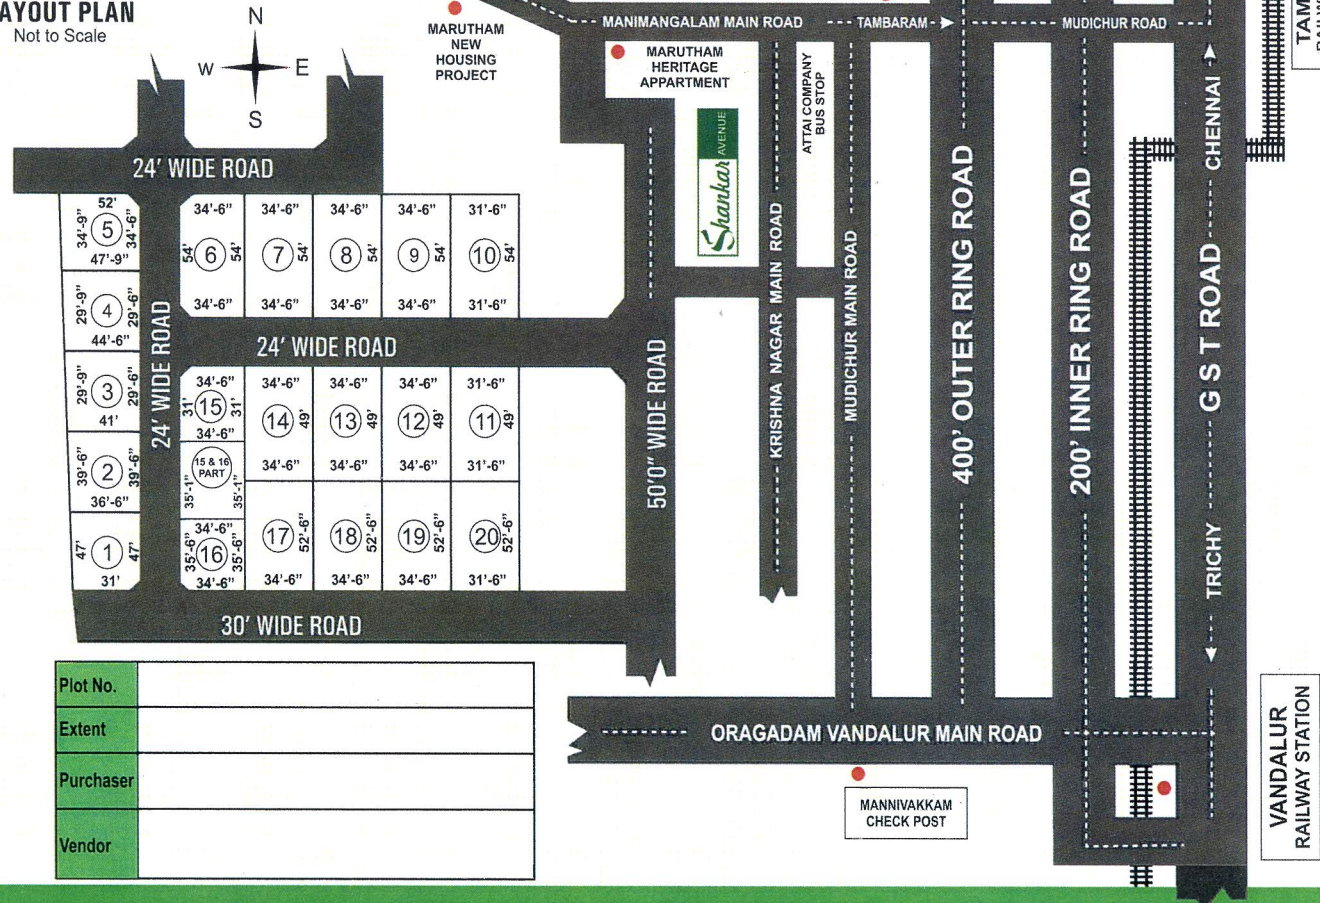 AYOUT PLAN
Not to Scale
N
W
E
S
MARUTHAM
NEW
HOUSING
PROJECT
MANIMANGALAM MAIN ROAD
TAMBARAM
MUDICHUR ROAD
MARUTHAM
HERITAGE
APPARTMENT
ATTAI COMPANY
BUS STOP
Shankar AVENUE
CHENNAI
24' WIDE ROAD
52'
34'-9"
5
34'-6"
47'-9"
29'-9"
4
29'-6"
44'-6"
29'-9"
3
29'-6"
41'
39'-6"
2
39'-6"
36'-6"
47'
1
47'
31'
24' WIDE ROAD
34'-6" 34'-6" 34'-6" 34'-6" 31'-6"
54' 6 54' 7 54' 8 54' 9 54' 10 54'
34'-6" 34'-6" 34'-6" 34'-6" 31'-6"
24' WIDE ROAD
34'-6" 34'-6" 34'-6" 34'-6" 31'-6"
31' 15 31' 14 49' 13 49' 12 49' 11 49'
34'-6"
34'-6" 34'-6" 34'-6" 31'-6"
15 & 16
PART
35'-1" 35'-1"
34'-6"
35'-6" 16 35'-6" 17 52'-6" 18 52'-6" 19 52'-6" 20 52'-6"
34'-6" 34'-6" 34'-6" 34'-6" 31'-6"
30' WIDE ROAD
50'0" WIDE ROAD
KRISHNA NAGAR MAIN ROAD
MUDICHUR MAIN ROAD
400' OUTER RING ROAD
200' INNER RING ROAD
G S T ROAD
TRICHY
ORAGADAM VANDALUR MAIN ROAD
MANNIVAKKAM
CHECK POST
VANDALUR
RAILWAY STATION
Plot No.
Extent
Purchaser
Vendor